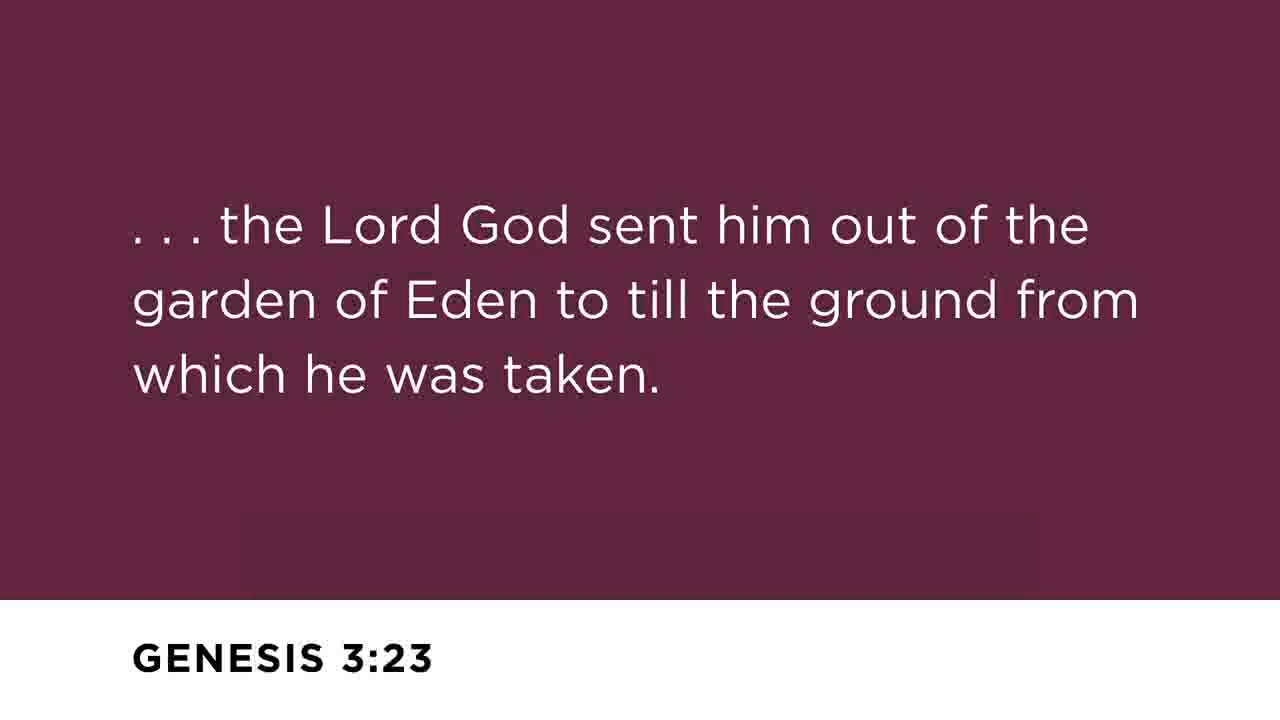 . . . the Lord God sent him out of the
garden of Eden to till the ground from
which he was taken.
GENESIS 3:23